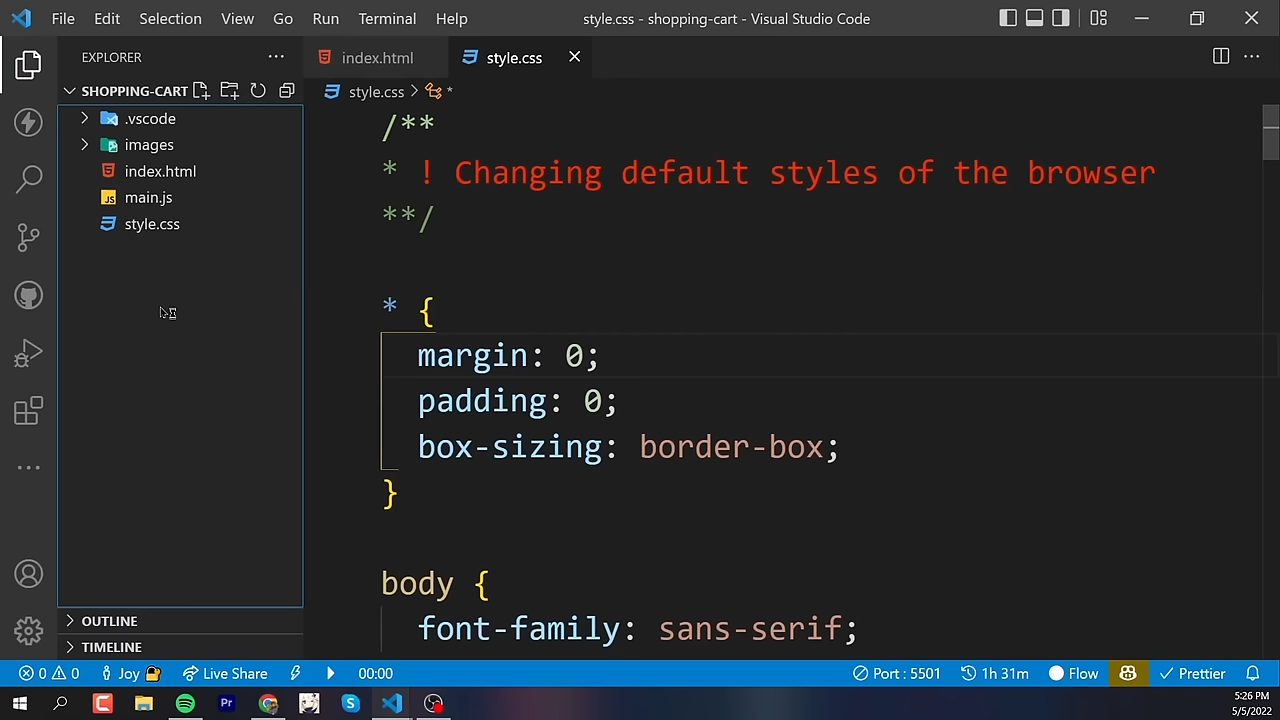 File Edit Selection View Go Run Terminal Help style.css - shopping-cart - Visual Studio Code
EXPLORER
SHOPPING-CART
.vscode
images
index.html
main.js
style.css
OUTLINE
TIMELINE
index.html style.css
style.css > *
/**
* ! Changing default styles of the browser
**/
* {
margin: 0;
padding: 0;
box-sizing: border-box;
}
body {
font-family: sans-serif;
0 0 Joy Live Share 00:00 Port : 5501 1h 31m Flow Prettier
5:26 PM
5/5/2022